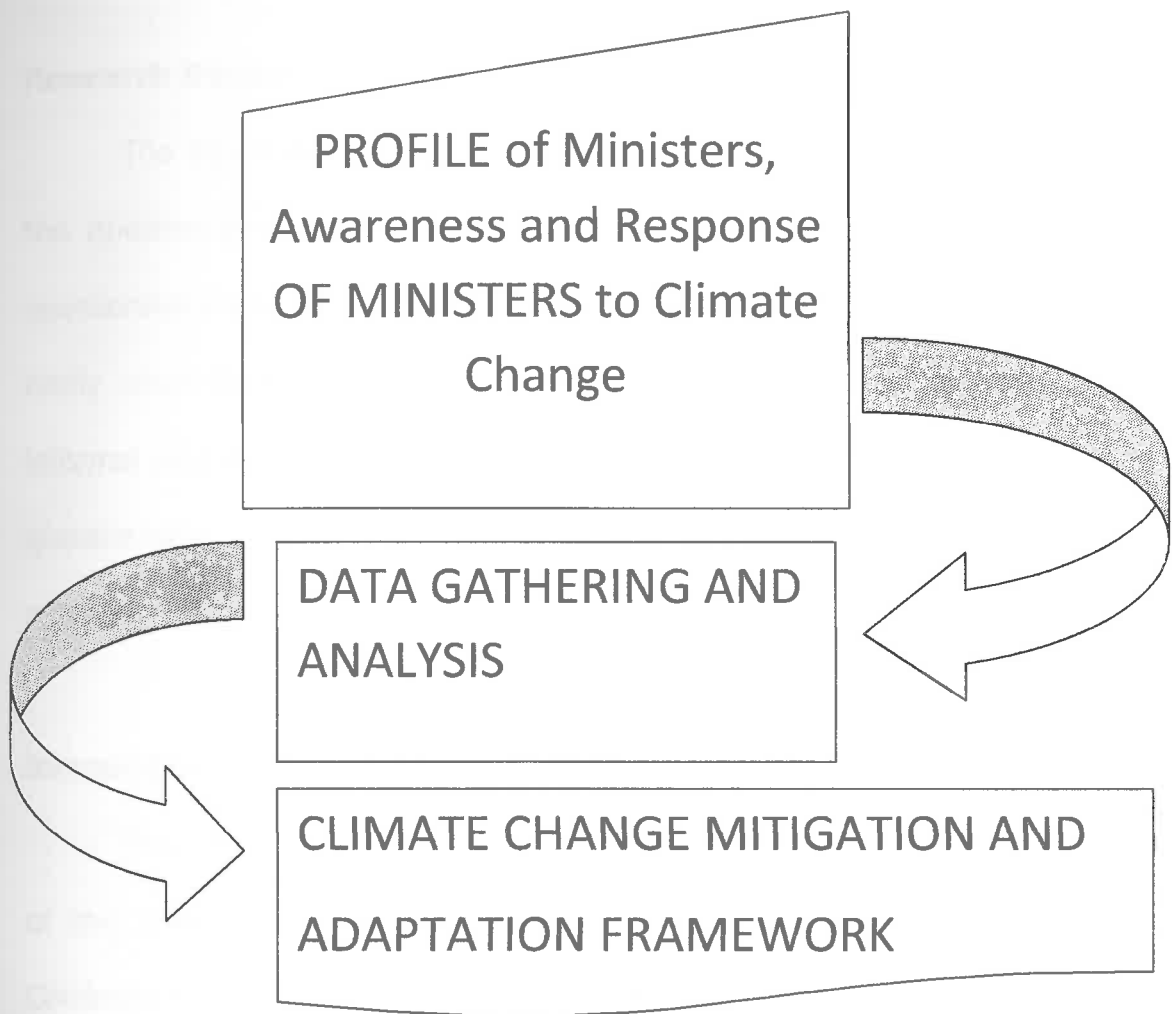 PROFILE of Ministers,
Awareness and Response
OF MINISTERS to Climate
Change
DATA GATHERING AND
ANALYSIS
CLIMATE CHANGE MITIGATION AND
ADAPTATION FRAMEWORK